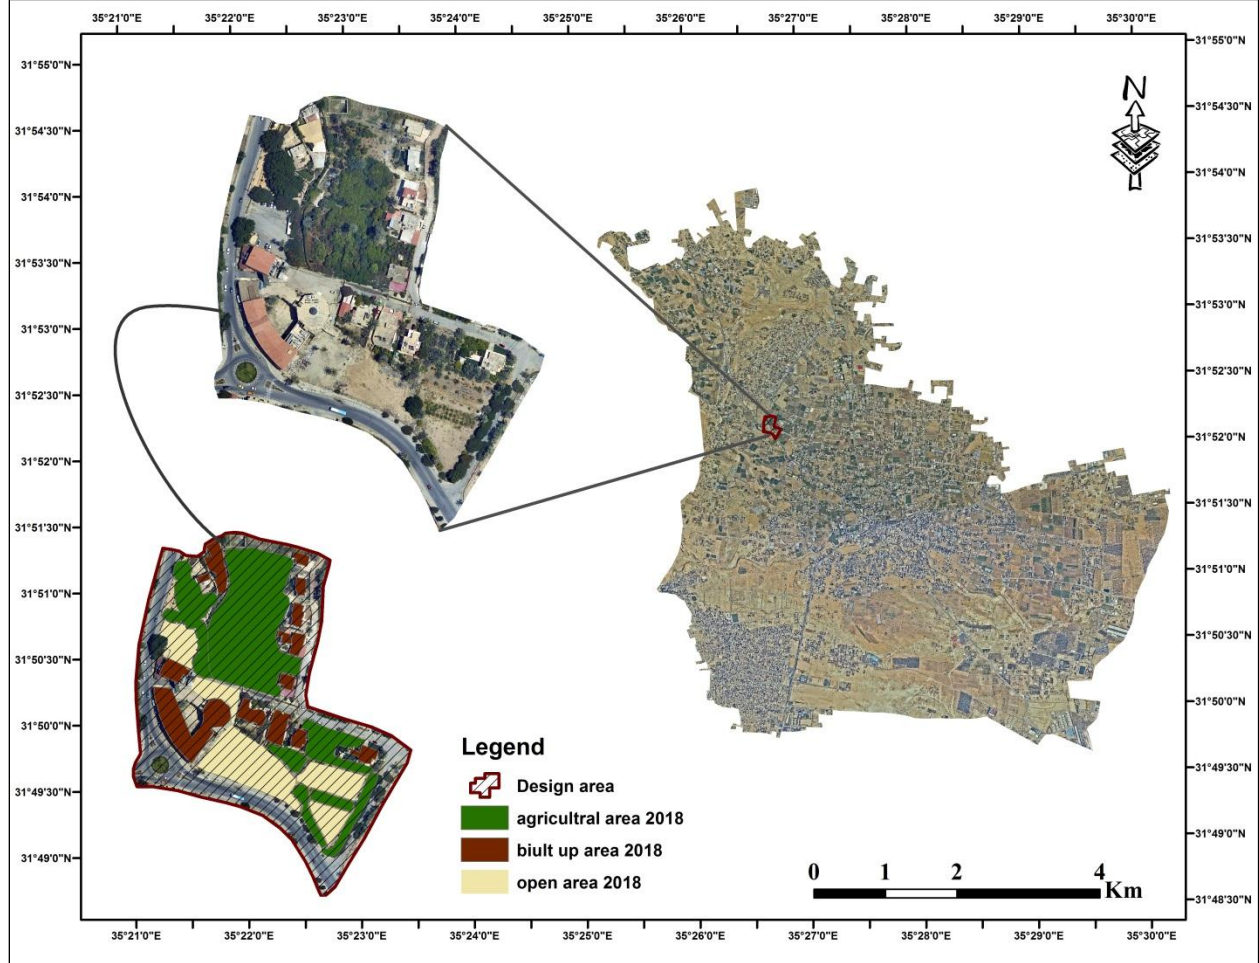 35°21'0"E 35°22'0"E 35°23'0"E 35°24'0"E 35°25'0"E 35°26'0"E 35°27'0"E 35°28'0"E 35°29'0"E 35°30'0"E
31°55'0"N
31°54'30"N
31°54'0"N
31°53'30"N
31°53'0"N
31°52'30"N
31°52'0"N
31°51'30"N
31°51'0"N
31°50'30"N
31°50'0"N
31°49'30"N
31°49'0"N
N
31°55'0"N
31°54'30"N
31°54'0"N
31°53'30"N
31°53'0"N
31°52'30"N
31°52'0"N
31°51'30"N
31°51'0"N
31°50'30"N
31°50'0"N
31°49'30"N
31°49'0"N
31°48'30"N
Legend
Design area
agricultral area 2018
biult up area 2018
open area 2018
0 1 2 4
Km
35°21'0"E 35°22'0"E 35°23'0"E 35°24'0"E 35°25'0"E 35°26'0"E 35°27'0"E 35°28'0"E 35°29'0"E 35°30'0"E